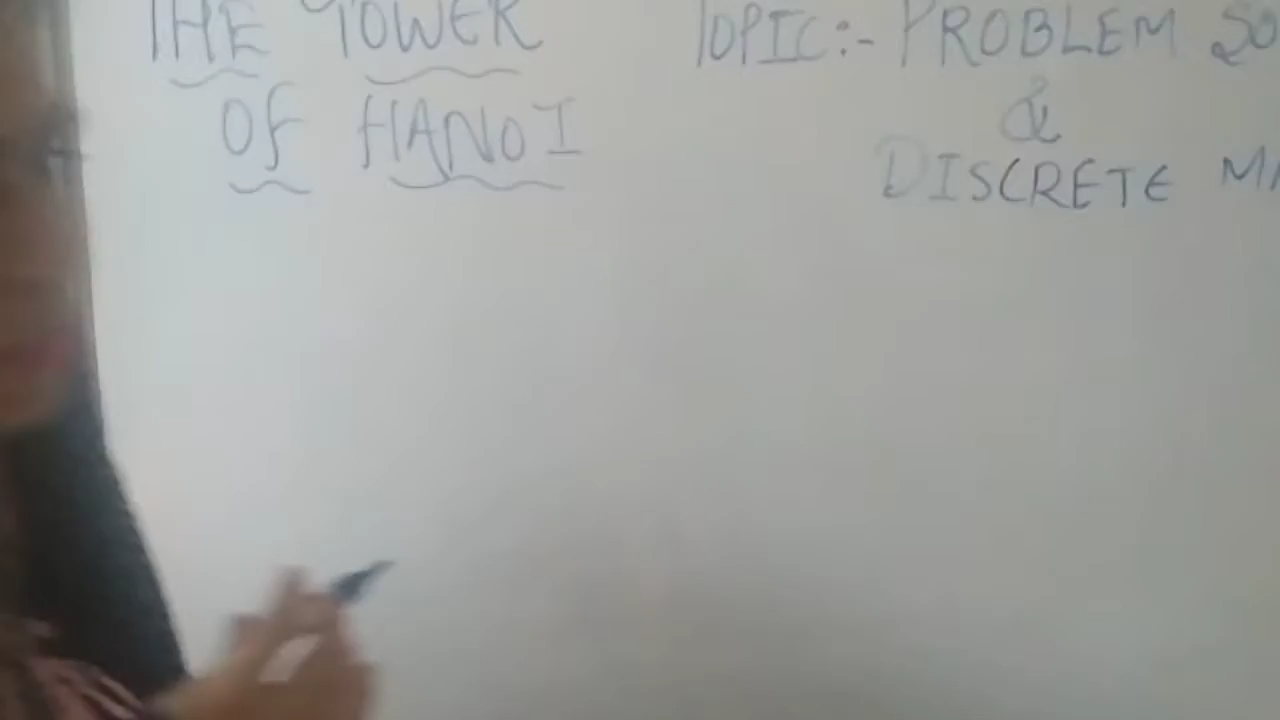 THE TOWER
OF HANOI
TOPIC:- PROBLEM
&
DISCRETE